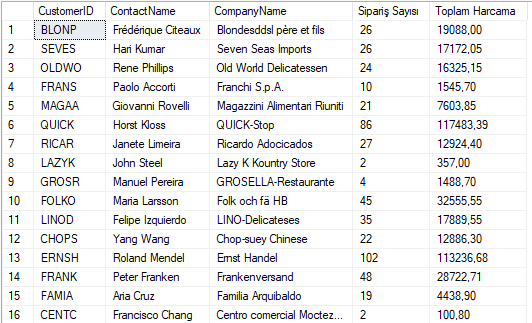 CustomerID ContactName CompanyName Sipariş Sayısı Toplam Harcama
1 BLONP Frédérique Citeaux Blondesddsl père et fils 26 19088,00
2 SEVES Hari Kumar Seven Seas Imports 26 17172,05
3 OLDWO Rene Phillips Old World Delicatessen 24 16325,15
4 FRANS Paolo Accorti Franchi S.p.A. 10 1545,70
5 MAGAA Giovanni Rovelli Magazzini Alimentari Riuniti 21 7603,85
6 QUICK Horst Kloss QUICK-Stop 86 117483,39
7 RICAR Janete Limeira Ricardo Adocicados 27 12924,40
8 LAZYK John Steel Lazy K Kountry Store 2 357,00
9 GROSR Manuel Pereira GROSELLA-Restaurante 4 1488,70
10 FOLKO Maria Larsson Folk och fä HB 45 32555,55
11 LINOD Felipe Izquierdo LINO-Delicateses 35 17889,55
12 CHOPS Yang Wang Chop-suey Chinese 22 12886,30
13 ERNSH Roland Mendel Ernst Handel 102 113236,68
14 FRANK Peter Franken Frankenversand 48 28722,71
15 FAMIA Aria Cruz Familia Arquibaldo 19 4438,90
16 CENTC Francisco Chang Centro comercial Moctez... 2 100,80